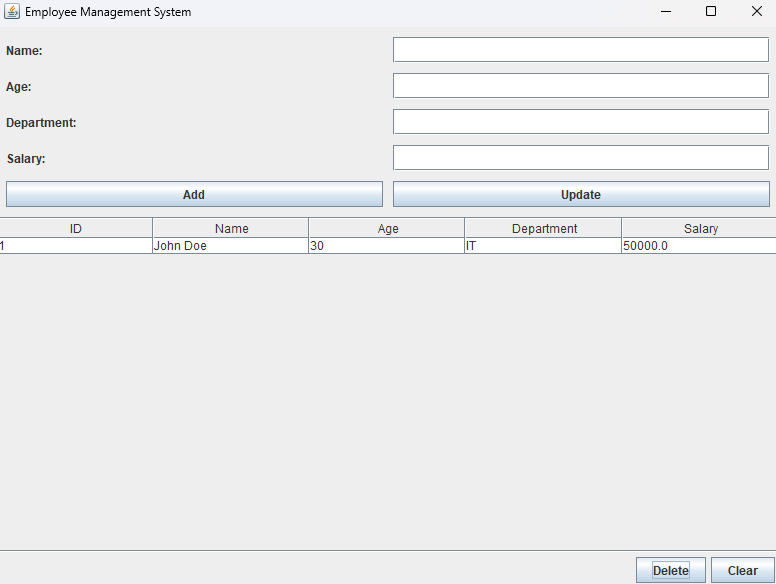 Employee Management System
Name:
Age:
Department:
Salary:
Add Update
ID Name Age Department Salary
1 John Doe 30 IT 50000.0
Delete Clear